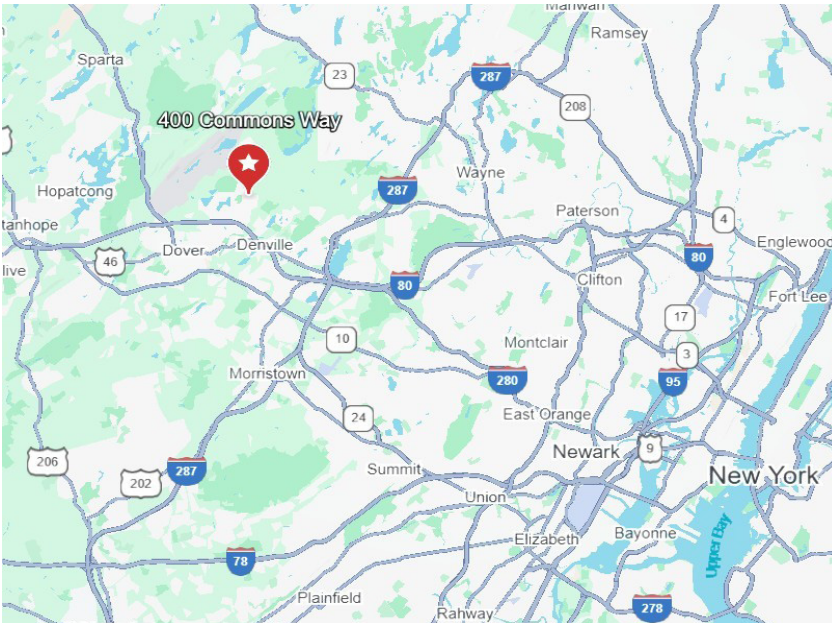 Mahwah
Ramsey
Sparta
23
287
208
400 Commons Way
Wayne
287
Hopatcong
Paterson
4
tanhope
Dover
Denville
Englewood
46
80
live
80
Clifton
Fort Lee
17
10
Montclair
3
Morristown
280
95
24
East Orange
206
287
202
Summit
Newark
9
New York
Union
Elizabeth
Bayonne
Upper Bay
78
Plainfield
278
Rahway